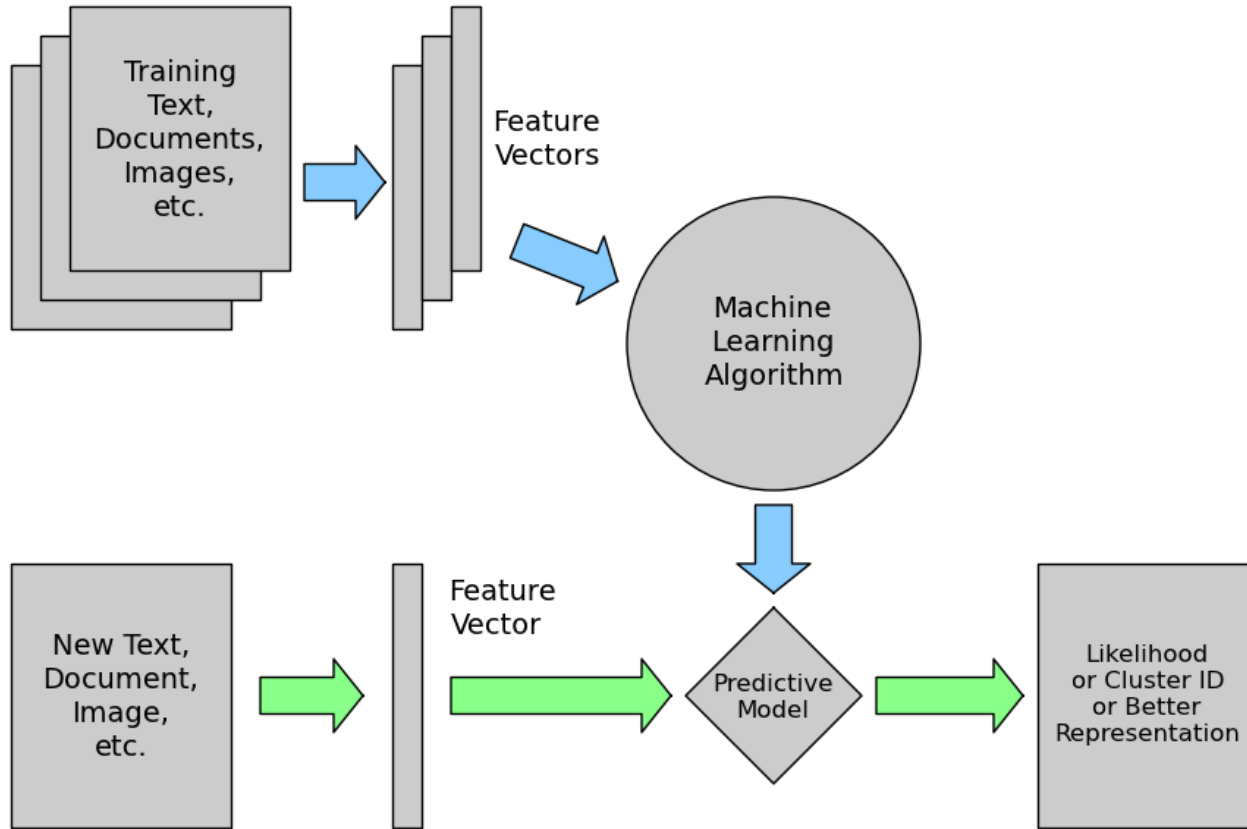 Training
Text,
Documents,
Images,
etc.
Feature
Vectors
Machine
Learning
Algorithm
New Text,
Document,
Image,
etc.
Feature
Vector
Predictive
Model
Likelihood
or Cluster ID
or Better
Representation